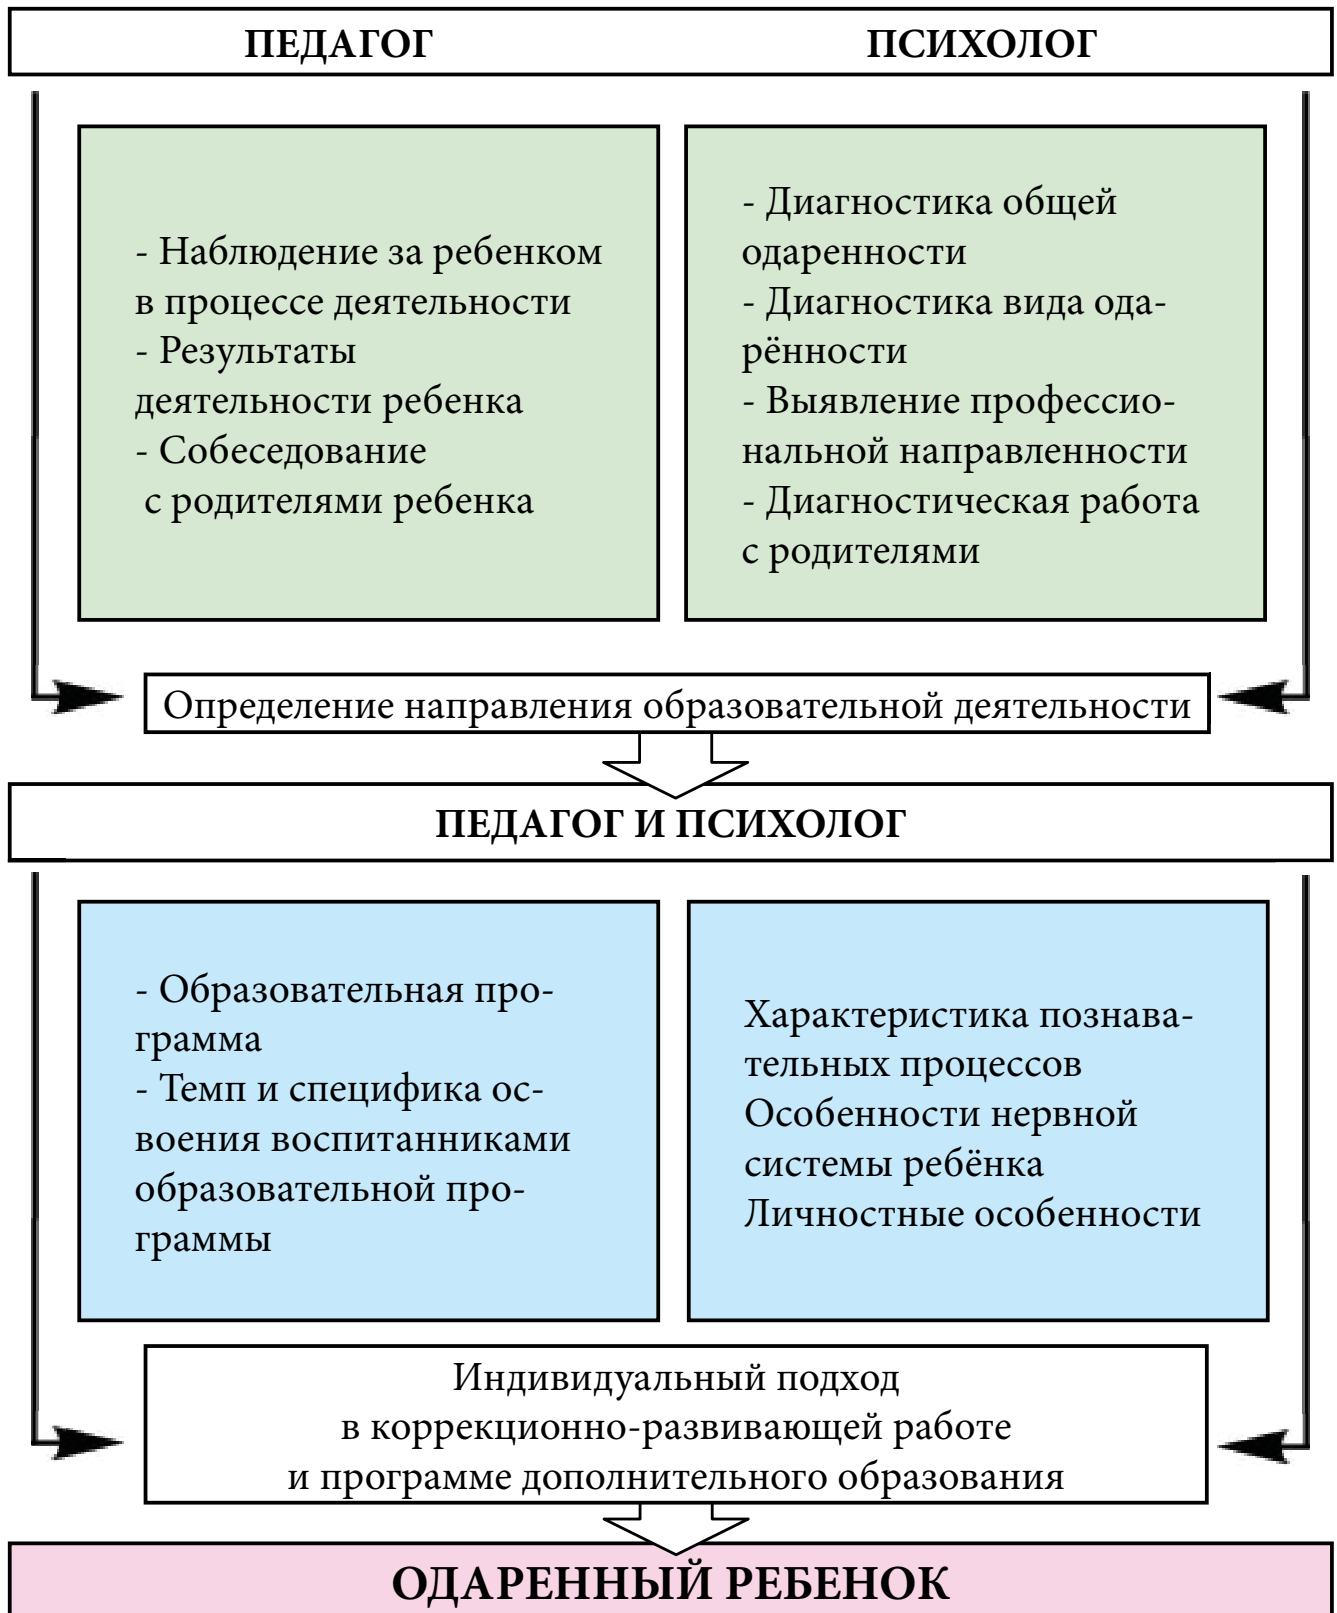 ПЕДАГОГ ПСИХОЛОГ
- Наблюдение за ребенком
в процессе деятельности
- Результаты
деятельности ребенка
- Собеседование
с родителями ребенка
- Диагностика общей
одаренности
- Диагностика вида ода-
рённости
- Выявление профессио-
нальной направленности
- Диагностическая работа
с родителями
Определение направления образовательной деятельности
ПЕДАГОГ И ПСИХОЛОГ
- Образовательная про-
грамма
- Темп и специфика ос-
воения воспитанниками
образовательной про-
граммы
Характеристика познава-
тельных процессов
Особенности нервной
системы ребёнка
Личностные особенности
Индивидуальный подход
в коррекционно-развивающей работе
и программе дополнительного образования
ОДАРЕННЫЙ РЕБЕНОК